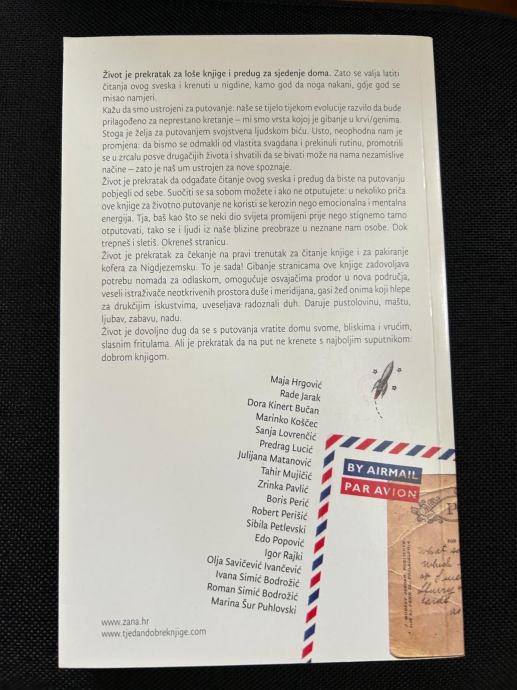 Život je prekratak za loše knjige i predug za sjedenje doma. Zato se valja latiti
čitanja ovog sveska i krenuti u nigdine, kamo god da noga nakani, gdje god se
misao namjeri.
Kažu da smo ustrojeni za putovanje: naše se tijelo tijekom evolucije razvilo da bude
prilagođeno za neprestano kretanje – mi smo vrsta kojoj je gibanje u krvi/genima.
Stoga je želja za putovanjem svojstvena ljudskom biću. Usto, neophodna nam je
promjena: da bismo se odmakli od vlastita svagdana i prekinuli rutinu, promotrili
se u zrcalu posve drugačijih života i shvatili da se bivati može na nama nezamislive
načine – zato je naš um ustrojen za nove spoznaje.
Život je prekratak da odgađate čitanje ovog sveska i predug da biste na putovanju
pobjegli od sebe. Suočiti se sa sobom možete i ako ne otputujete: u nekoliko priča
ove knjige za životno putovanje ne koristi se kerozin nego emocionalna i mentalna
energija. Tja, baš kao što se neki dio svijeta promijeni prije nego stignemo tamo
otputovati, tako se i ljudi iz naše blizine preobraze u neznane nam osobe. Dok
trepneš i sletiš. Okreneš stranicu.
Život je prekratak za čekanje na pravi trenutak za čitanje knjige i za pakiranje
kofera za Nigdjezemsku. To je sada! Gibanje stranicama ove knjige zadovoljava
potrebu nomada za odlaskom, omogućuje osvajačima prodor u nova područja,
veseli istraživače neotkrivenih prostora duše i meridijana, gasi žeđ onima koji hlepe
za drukčijim iskustvima, uveseljava radoznali duh. Daruje pustolovinu, maštu,
ljubav, zabavu, nadu.
Život je dovoljno dug da se s putovanja vratite domu svome, bliskima i vrućim,
slasnim fritulama. Ali je prekratak da na put ne krenete s najboljim suputnikom:
dobrom knjigom.
Maja Hrgović
Rade Jarak
Dora Kinert Bučan
Marinko Koščec
Sanja Lovrenčić
Predrag Lucić
Julijana Matanović
Tahir Mujičić
Zrinka Pavlić
Boris Perić
Robert Perišić
Sibila Petlevski
Edo Popović
Igor Rajki
Olja Savičević Ivančević
Ivana Simić Bodrožić
Roman Simić Bodrožić
Marina Šur Puhlovski
BY AIRMAIL
PAR AVION
what
which
www.zana.hr
www.tjedandobreknjige.com